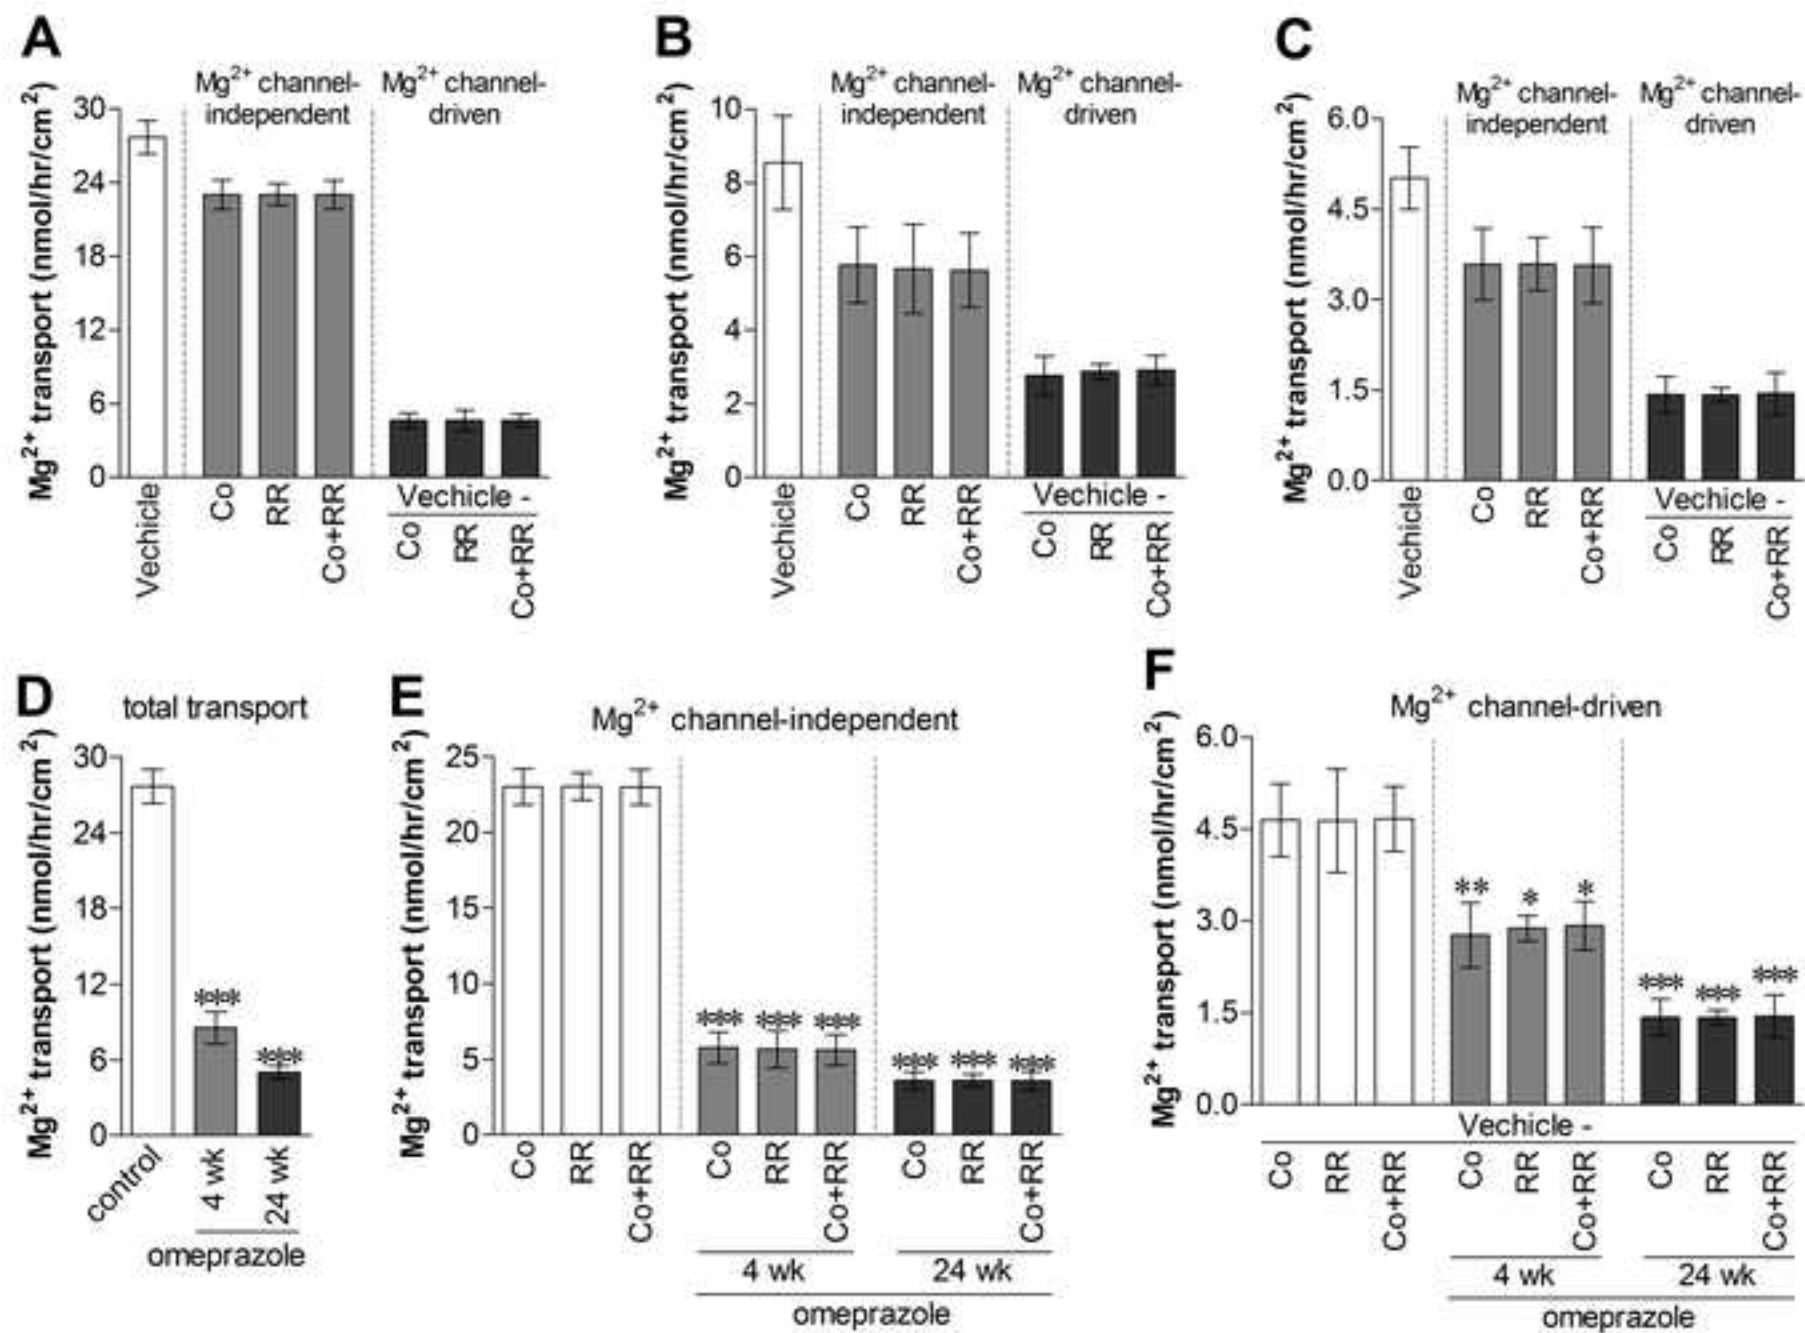 A
Mg²⁺ channel-
independent
Mg²⁺ channel-
driven
Mg²⁺ transport (nmol/hr/cm²)
30
24
18
12
6
0
Vechicle
Co
RR
Co+RR
Vechicle -
Co
RR
Co+RR
B
Mg²⁺ channel-
independent
Mg²⁺ channel-
driven
Mg²⁺ transport (nmol/hr/cm²)
10
8
6
4
2
0
Vechicle
Co
RR
Co+RR
Vechicle -
Co
RR
Co+RR
C
Mg²⁺ channel-
independent
Mg²⁺ channel-
driven
Mg²⁺ transport (nmol/hr/cm²)
6.0
4.5
3.0
1.5
0.0
Vechicle
Co
RR
Co+RR
Vechicle -
Co
RR
Co+RR
D
total transport
Mg²⁺ transport (nmol/hr/cm²)
30
24
18
12
6
0
***
***
control
4 wk
24 wk
omeprazole
E
Mg²⁺ channel-independent
Mg²⁺ transport (nmol/hr/cm²)
25
20
15
10
5
0
*** *** ***
*** *** ***
Co
RR
Co+RR
Co
RR
Co+RR
Co
RR
Co+RR
4 wk
24 wk
omeprazole
F
Mg²⁺ channel-driven
Mg²⁺ transport (nmol/hr/cm²)
6.0
4.5
3.0
1.5
0.0
** * *
*** *** ***
Vechicle -
Co
RR
Co+RR
Co
RR
Co+RR
Co
RR
Co+RR
4 wk
24 wk
omeprazole